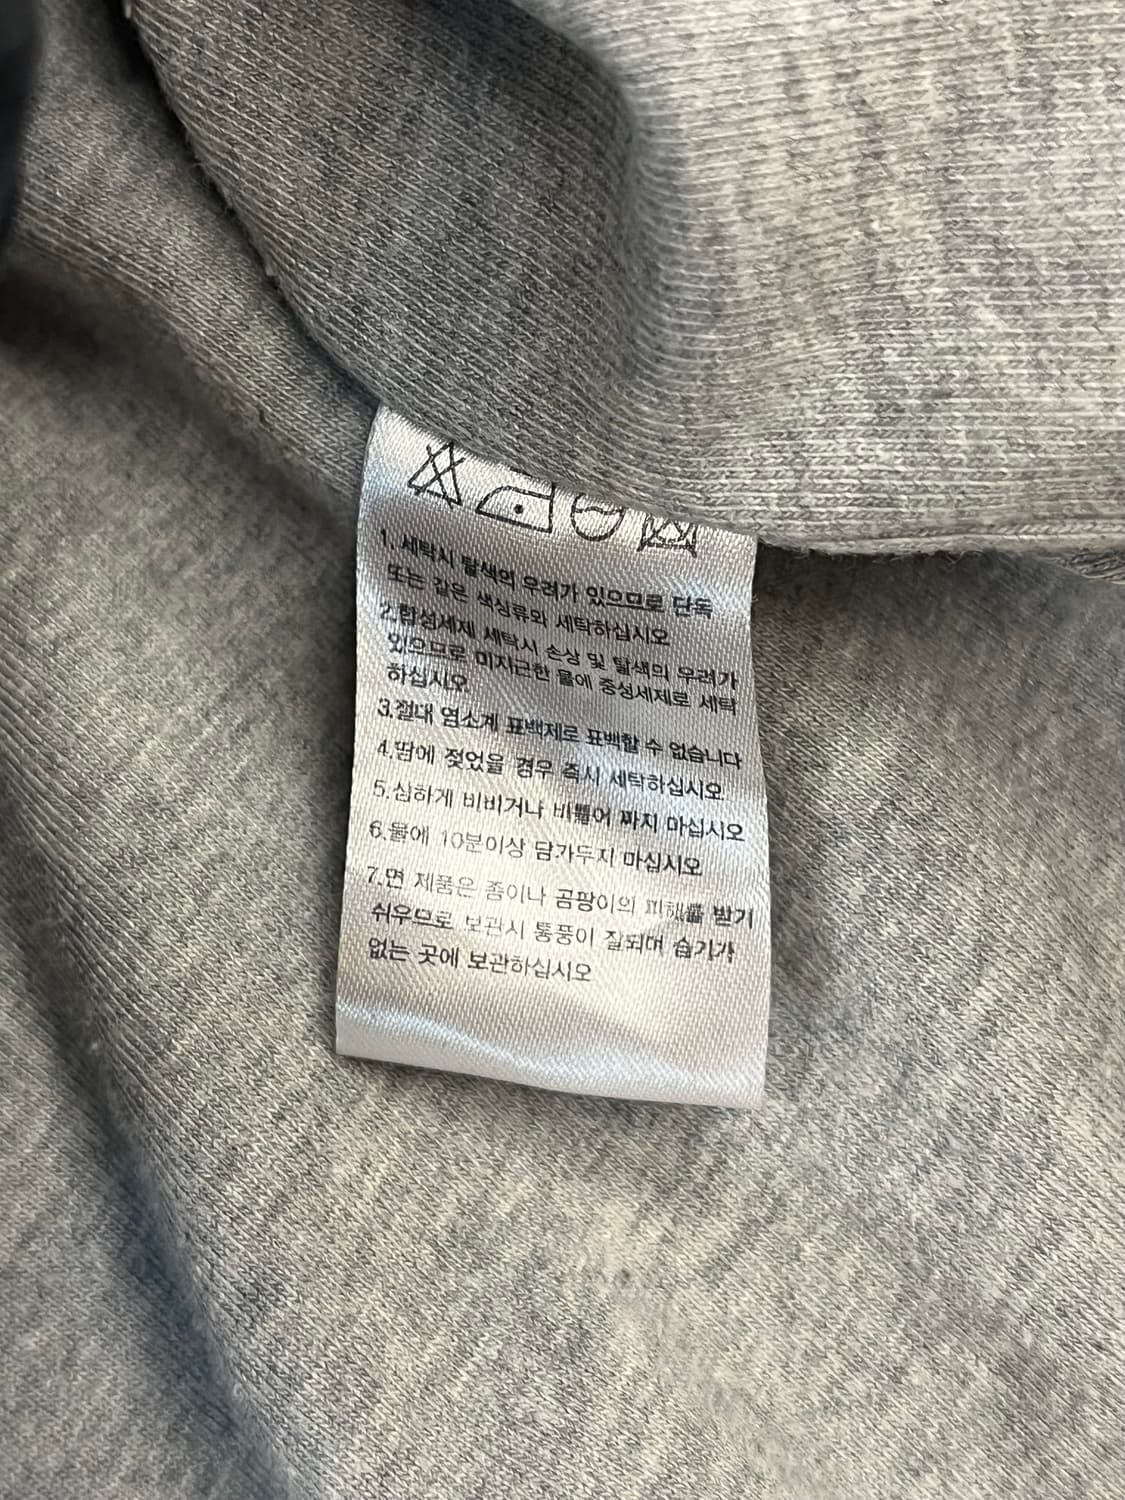 1. 세탁시 탈색의 우려가 있으므로 단독
또는 같은 색상류와 세탁하십시오
2.합성세제 세탁시 손상 및 탈색의 우려가
있으므로 미지근한 물에 중성세제로 세탁
하십시오
3.절대 염소계 표백제로 표백할 수 없습니다
4.땀에 젖었을 경우 즉시 세탁하십시오
5.심하게 비비거나 비틀어 짜지 마십시오
6.물에 10분이상 담가두지 마십시오
7.면 제품은 좀이나 곰팡이의 피해를 받기
쉬우므로 보관시 통풍이 잘되며 습기가
없는 곳에 보관하십시오